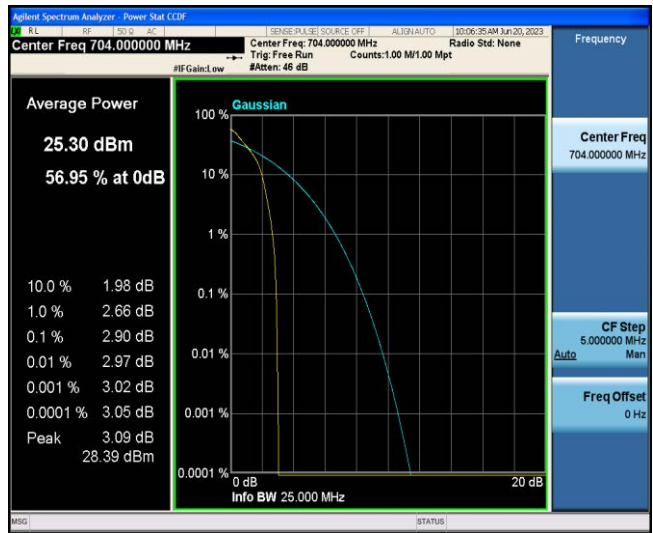 Agilent Spectrum Analyzer - Power Stat CCDF
RL RF 50 Ω AC SENSE:PULSE SOURCE OFF ALIGN AUTO 10:06:35 AM Jun 20, 2023
Center Freq 704.000000 MHz
Center Freq: 704.000000 MHz Radio Std: None
Trig: Free Run Counts:1.00 M/1.00 Mpt
#IFGain:Low #Atten: 46 dB
Frequency
Average Power
25.30 dBm
56.95 % at 0dB
10.0 % 1.98 dB
1.0 % 2.66 dB
0.1 % 2.90 dB
0.01 % 2.97 dB
0.001 % 3.02 dB
0.0001 % 3.05 dB
Peak 3.09 dB
28.39 dBm
100 % Gaussian
10 %
1 %
0.1 %
0.01 %
0.001 %
0.0001 %
0 dB 20 dB
Info BW 25.000 MHz
Center Freq
704.000000 MHz
CF Step
5.000000 MHz
Auto Man
Freq Offset
0 Hz
MSG STATUS